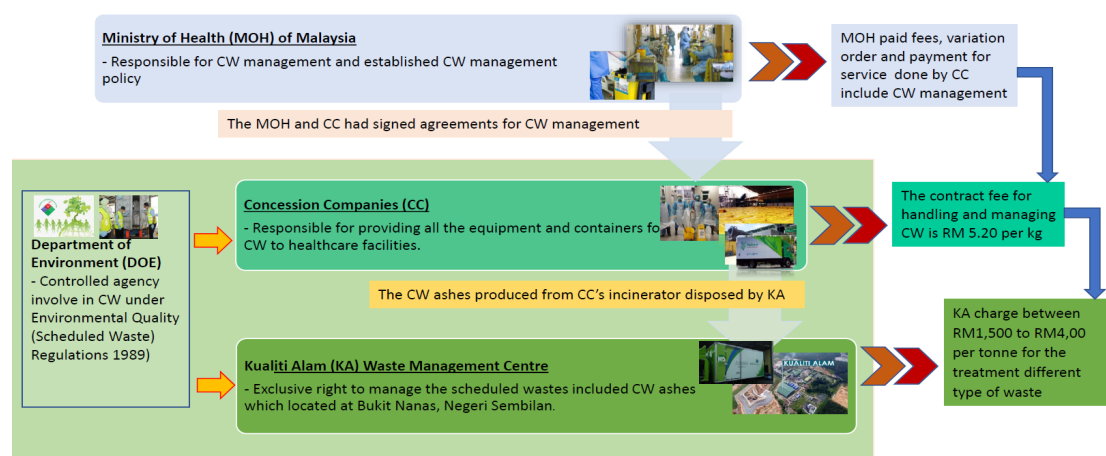 Ministry of Health (MOH) of Malaysia
- Responsible for CW management and established CW management
policy
MOH paid fees, variation
order and payment for
service done by CC
include CW management
The MOH and CC had signed agreements for CW management
Department of
Environment (DOE)
- Controlled agency
involve in CW under
Environmental Quality
(Scheduled Waste)
Regulations 1989)
Concession Companies (CC)
- Responsible for providing all the equipment and containers fo
CW to healthcare facilities.
The contract fee for
handling and managing
CW is RM 5.20 per kg
The CW ashes produced from CC's incinerator disposed by KA
Kualiti Alam (KA) Waste Management Centre
- Exclusive right to manage the scheduled wastes included CW ashes
which located at Bukit Nanas, Negeri Sembilan.
KUALITI ALAM
KA charge between
RM1,500 to RM4,00
per tonne for the
treatment different
type of waste